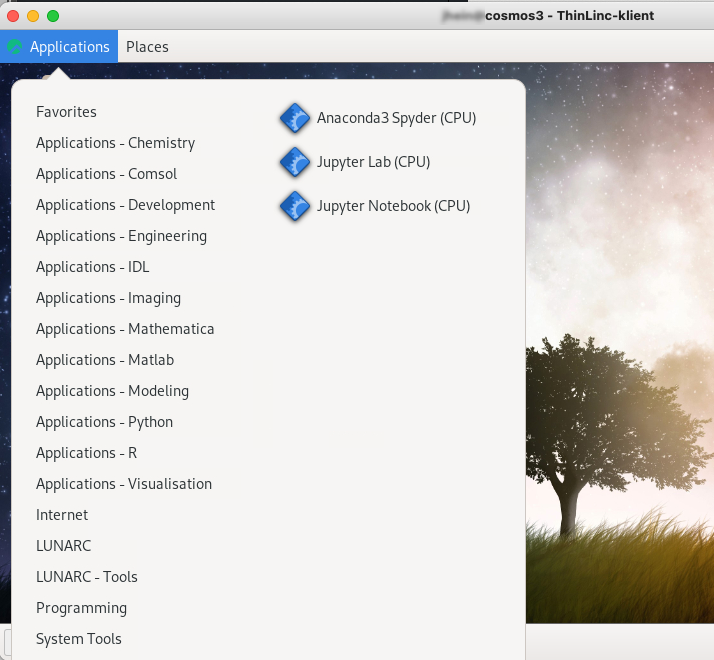 cosmos3 - ThinLinc-klient
Applications Places
Favorites
Applications - Chemistry
Applications - Comsol
Applications - Development
Applications - Engineering
Applications - IDL
Applications - Imaging
Applications - Mathematica
Applications - Matlab
Applications - Modeling
Applications - Python
Applications - R
Applications - Visualisation
Internet
LUNARC
LUNARC - Tools
Programming
System Tools
Anaconda3 Spyder (CPU)
Jupyter Lab (CPU)
Jupyter Notebook (CPU)